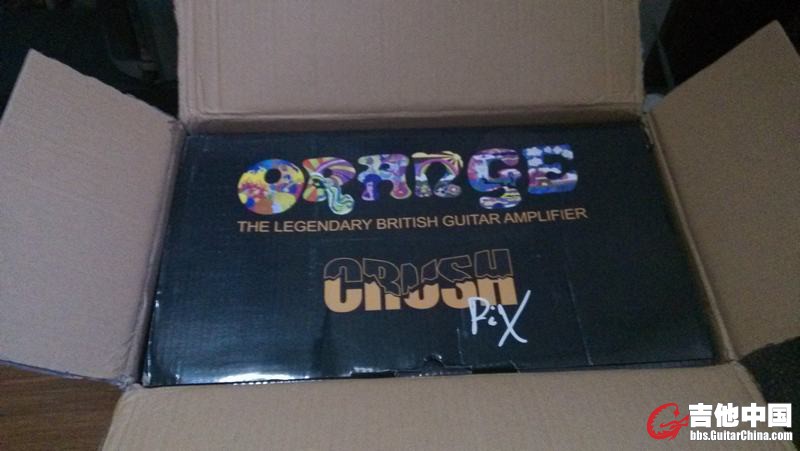 ORANGE
THE LEGENDARY BRITISH GUITAR AMPLIFIER
CRUSH
PiX
吉他中国
bbs.GuitarChina.com